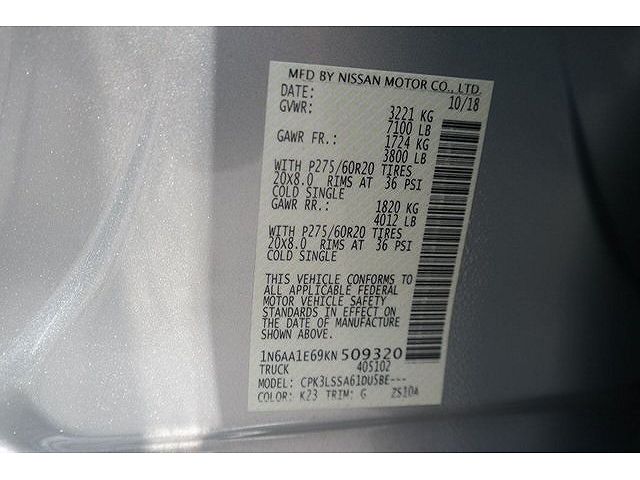 MFD BY NISSAN MOTOR CO., LTD.
DATE: 10/18
GVWR: 3221 KG
7100 LB
GAWR FR.: 1724 KG
3800 LB
WITH P275/60R20 TIRES
20X8.0 RIMS AT 36 PSI
COLD SINGLE
GAWR RR.: 1820 KG
4012 LB
WITH P275/60R20 TIRES
20X8.0 RIMS AT 36 PSI
COLD SINGLE
THIS VEHICLE CONFORMS TO
ALL APPLICABLE FEDERAL
MOTOR VEHICLE SAFETY
STANDARDS IN EFFECT ON
THE DATE OF MANUFACTURE
SHOWN ABOVE.
1N6AA1E69KN509320
TRUCK 405102
MODEL: CPK3LSSA61DU5BE---
COLOR: K23 TRIM: G ZS10A